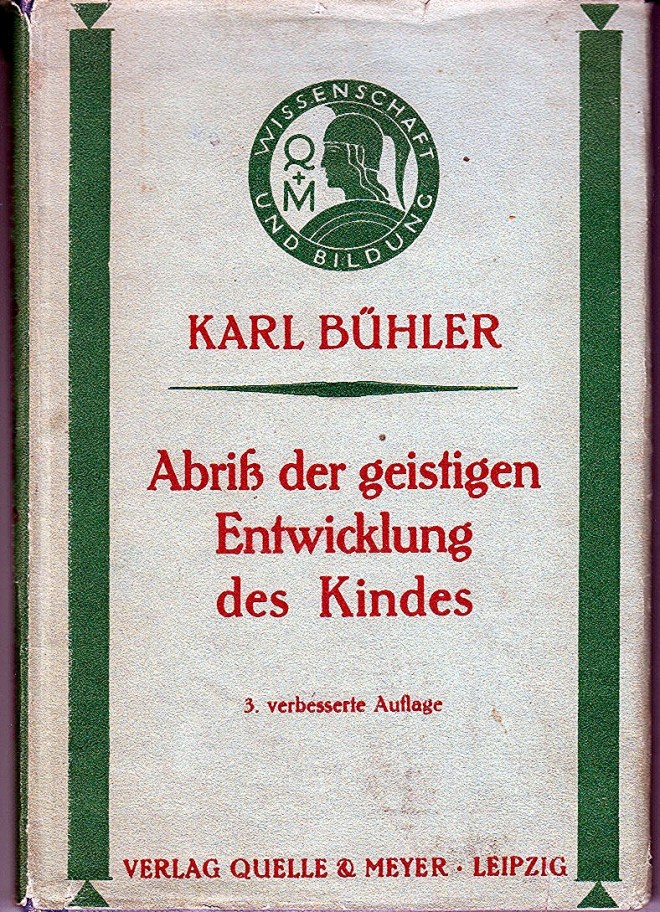 WISSENSCHAFT
UND BILDUNG
Q
+
M
KARL BÜHLER
Abriß der geistigen
Entwicklung
des Kindes
3. verbesserte Auflage
VERLAG QUELLE & MEYER · LEIPZIG